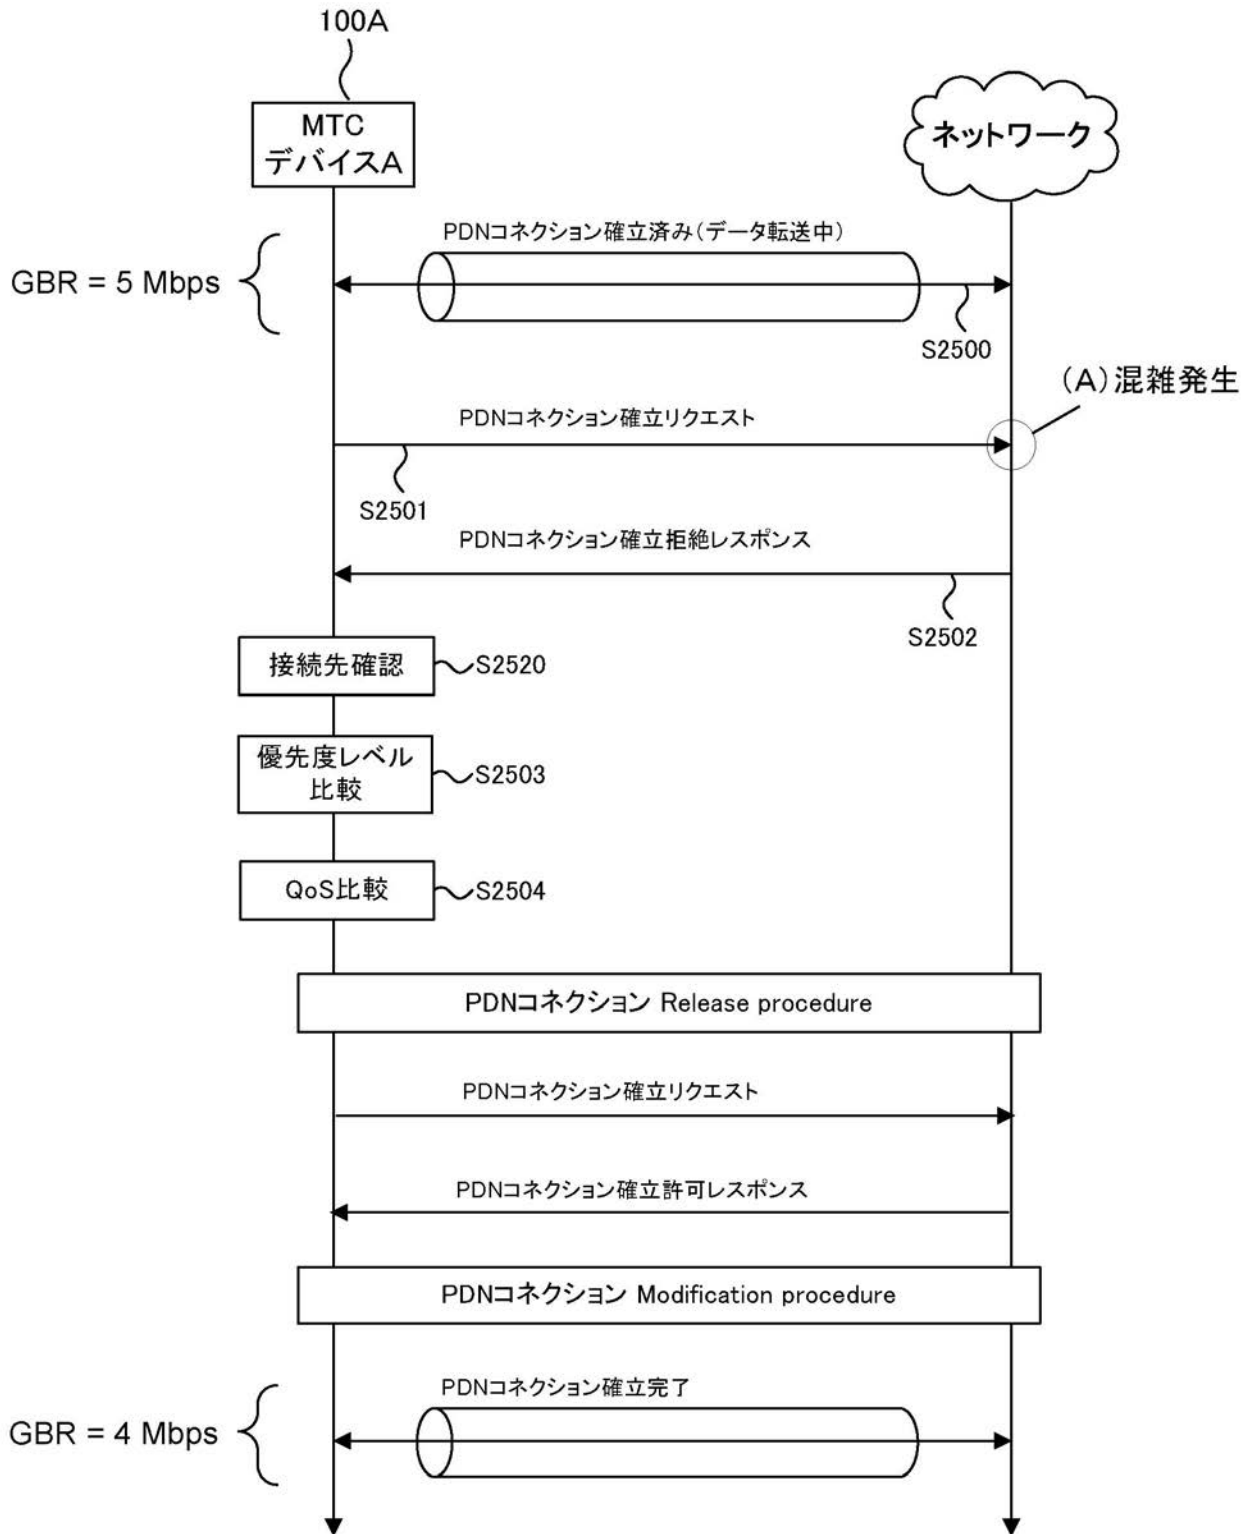 100A
MTC
デバイスA
ネットワーク
PDNコネクション確立済み(データ転送中)
GBR = 5 Mbps
S2500
(A)混雑発生
PDNコネクション確立リクエスト
S2501
PDNコネクション確立拒絶レスポンス
S2502
接続先確認
S2520
優先度レベル
比較
S2503
QoS比較
S2504
PDNコネクション Release procedure
PDNコネクション確立リクエスト
PDNコネクション確立許可レスポンス
PDNコネクション Modification procedure
PDNコネクション確立完了
GBR = 4 Mbps